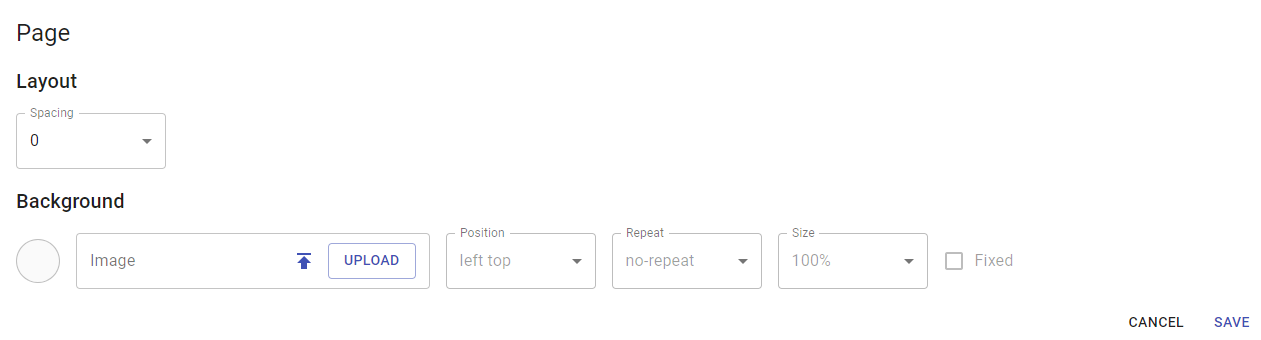 Page
Layout
Spacing
0
Background
Image
UPLOAD
Position
left top
Repeat
no-repeat
Size
100%
Fixed
CANCEL
SAVE